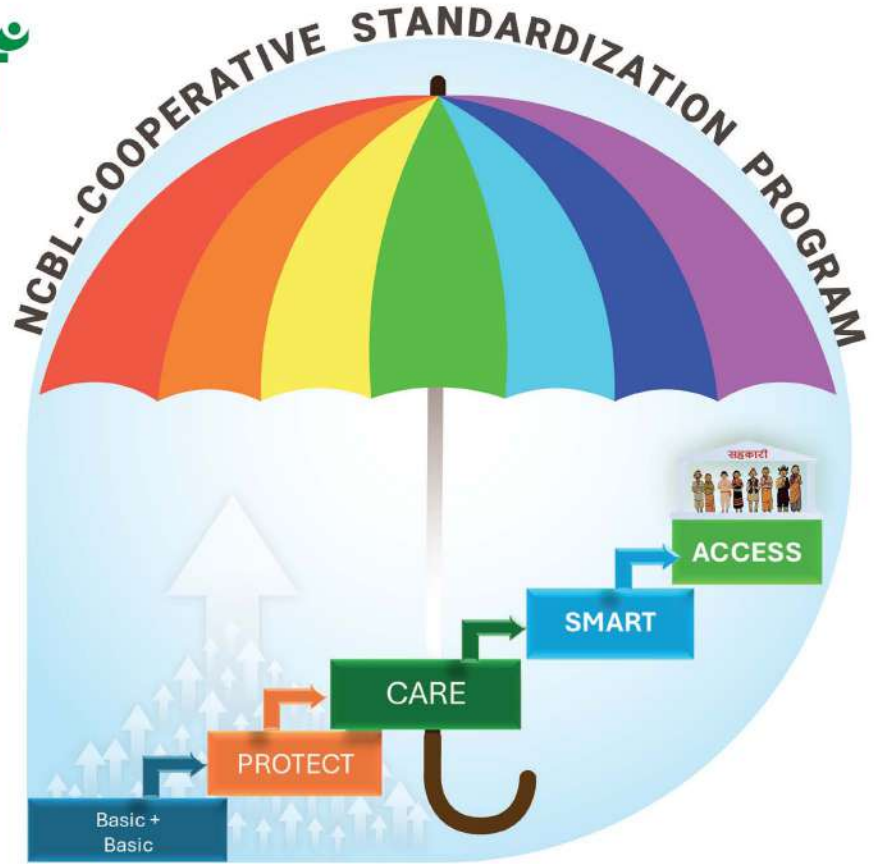 NCBL-COOPERATIVE STANDARDIZATION PROGRAM
सहकारी
ACCESS
SMART
CARE
PROTECT
Basic +
Basic